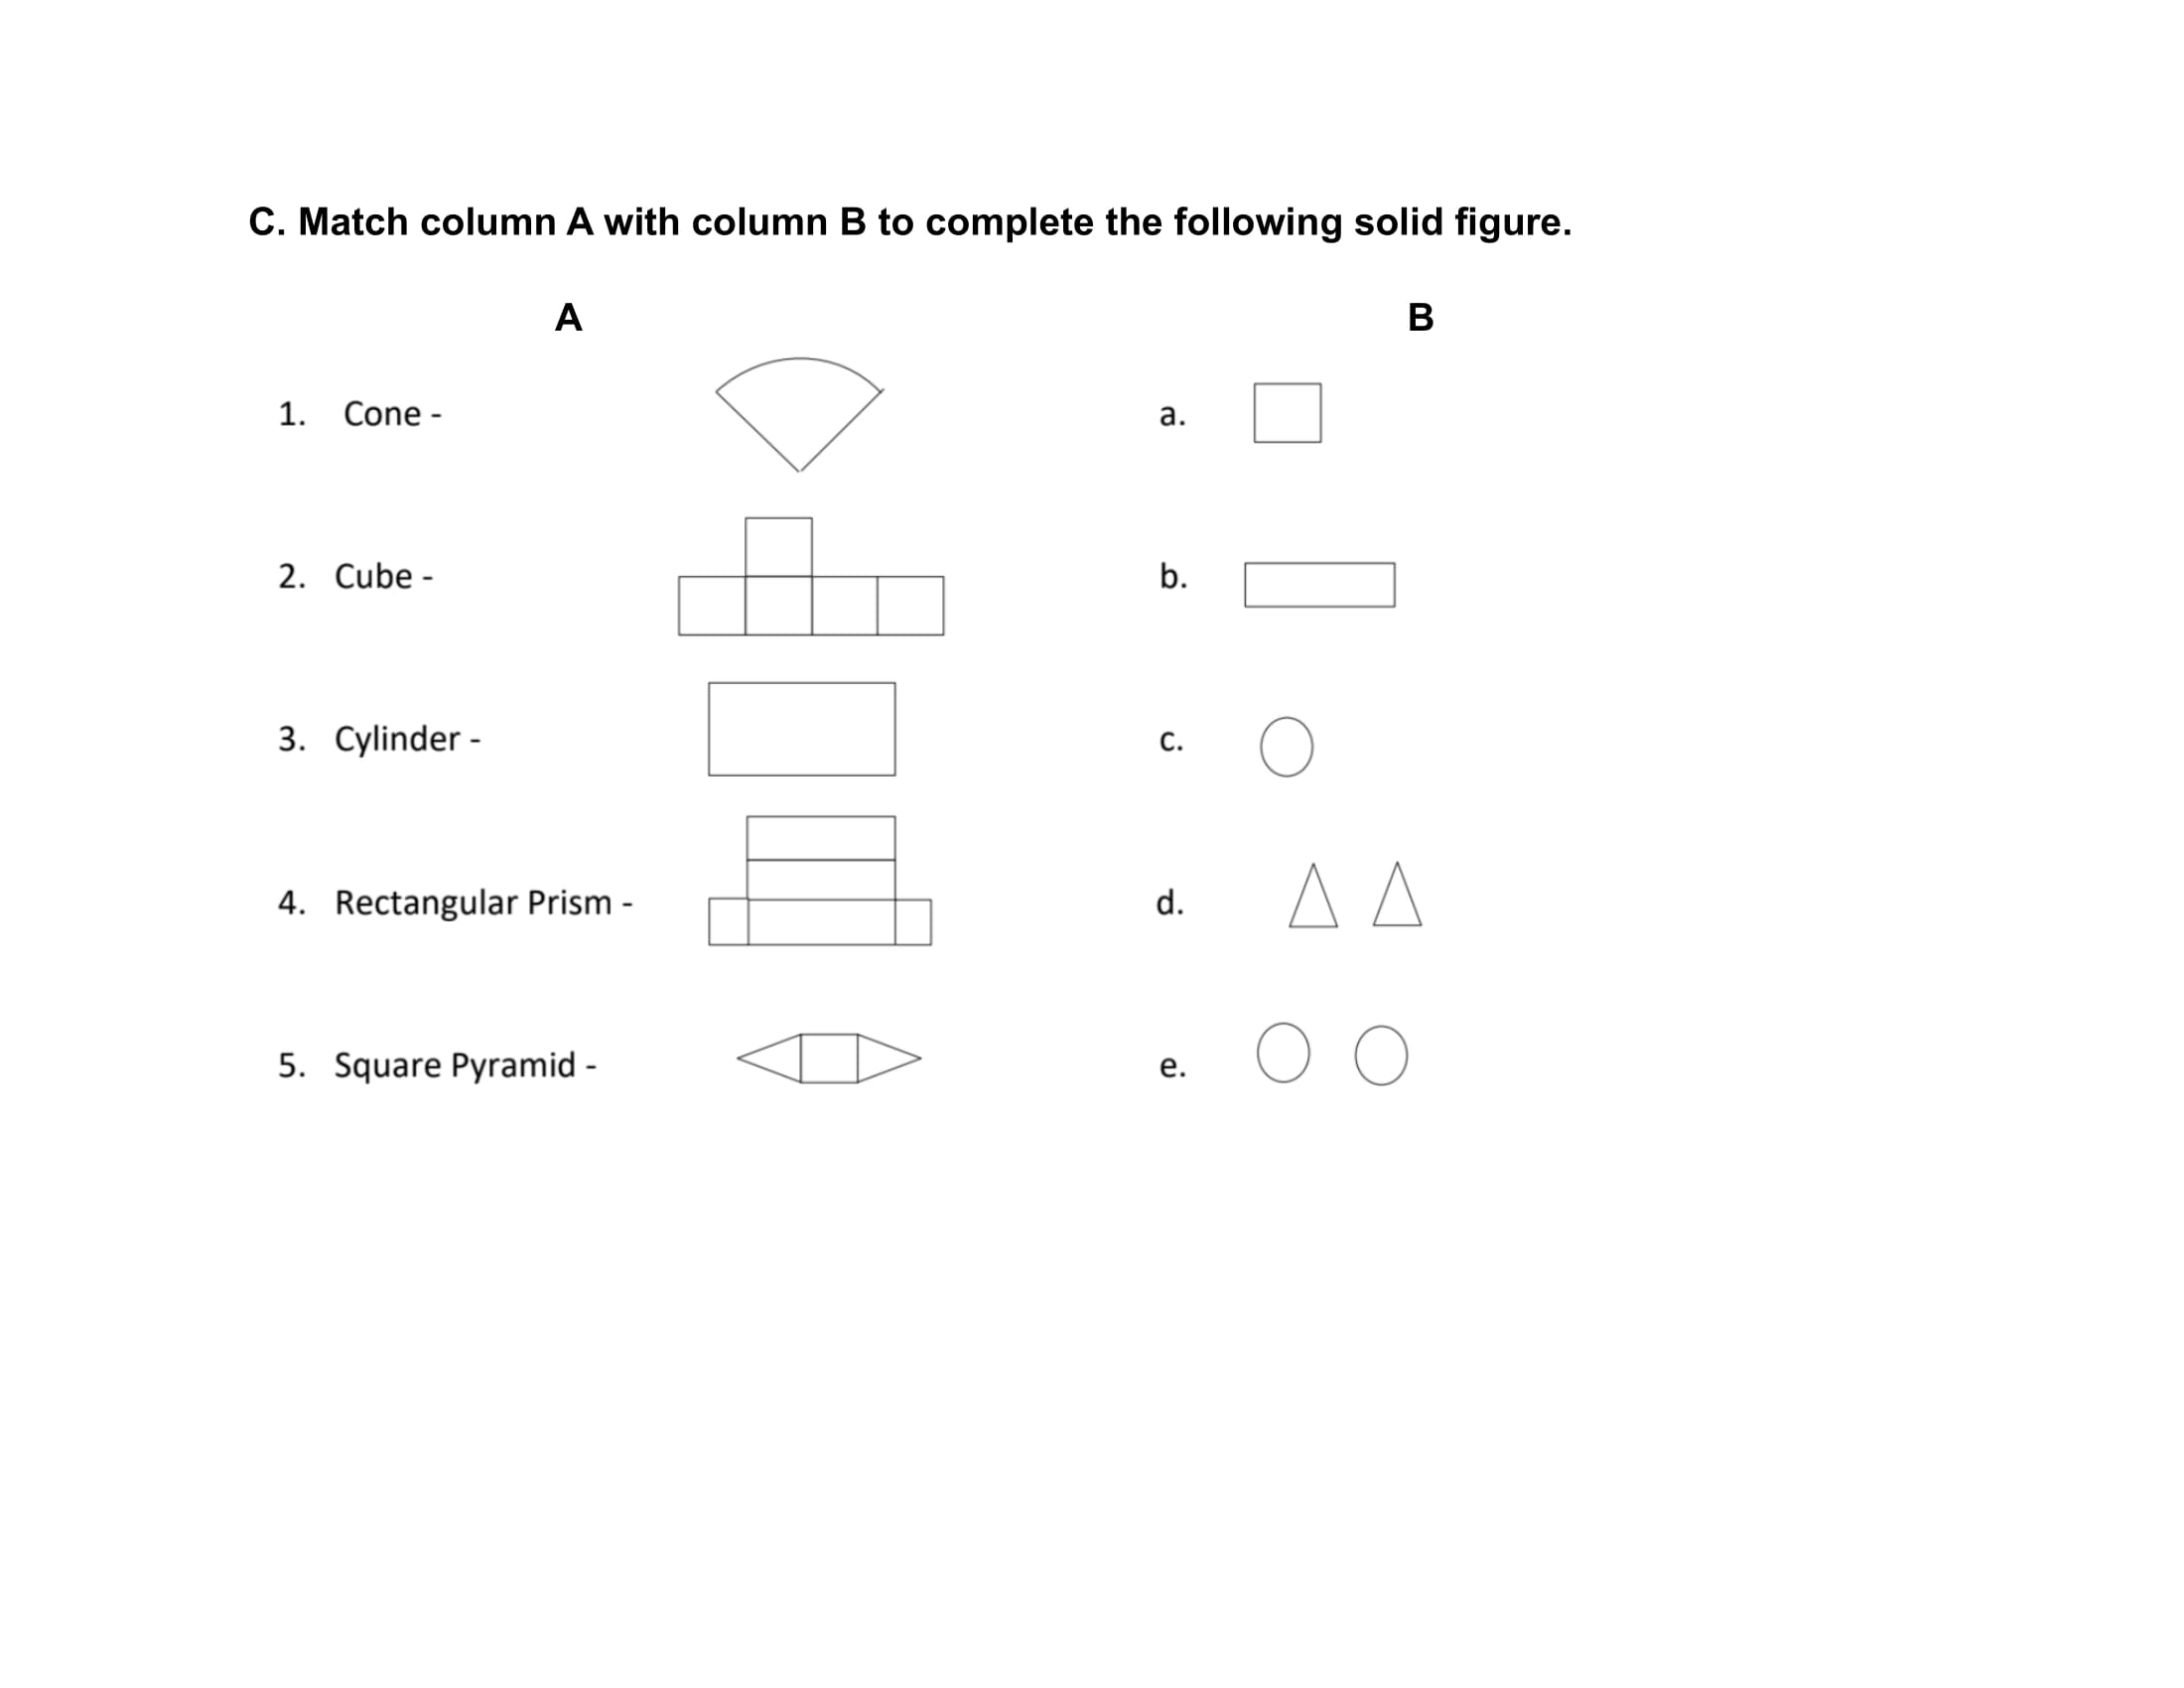 C. Match column A with column B to complete the following solid figure.
A B
1. Cone - a.
2. Cube - b.
3. Cylinder - c.
4. Rectangular Prism - d.
5. Square Pyramid - e.